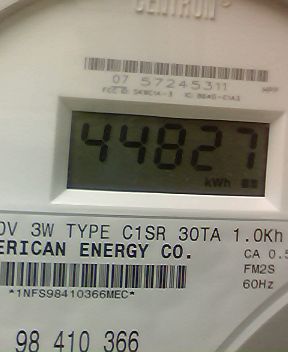 CENTRON
07 57245311
44827
kWh
3W TYPE C1SR 30TA 1.0Kh
ERICAN ENERGY CO.
CA 0.5
FM2S
60Hz
*1NFS98410366MEC*
98 410 366